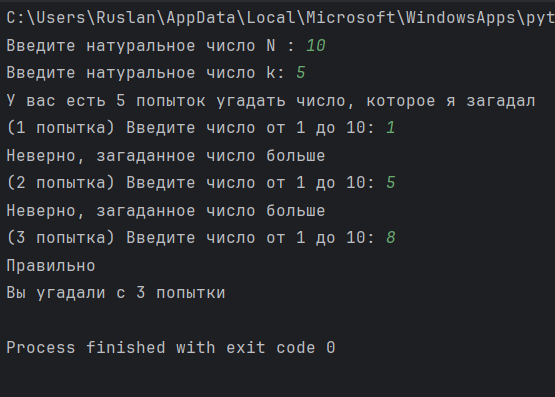 C:\Users\Ruslan\AppData\Local\Microsoft\WindowsApps\pyt
Введите натуральное число N : 10
Введите натуральное число k: 5
У вас есть 5 попыток угадать число, которое я загадал
(1 попытка) Введите число от 1 до 10: 1
Неверно, загаданное число больше
(2 попытка) Введите число от 1 до 10: 5
Неверно, загаданное число больше
(3 попытка) Введите число от 1 до 10: 8
Правильно
Вы угадали с 3 попытки
Process finished with exit code 0